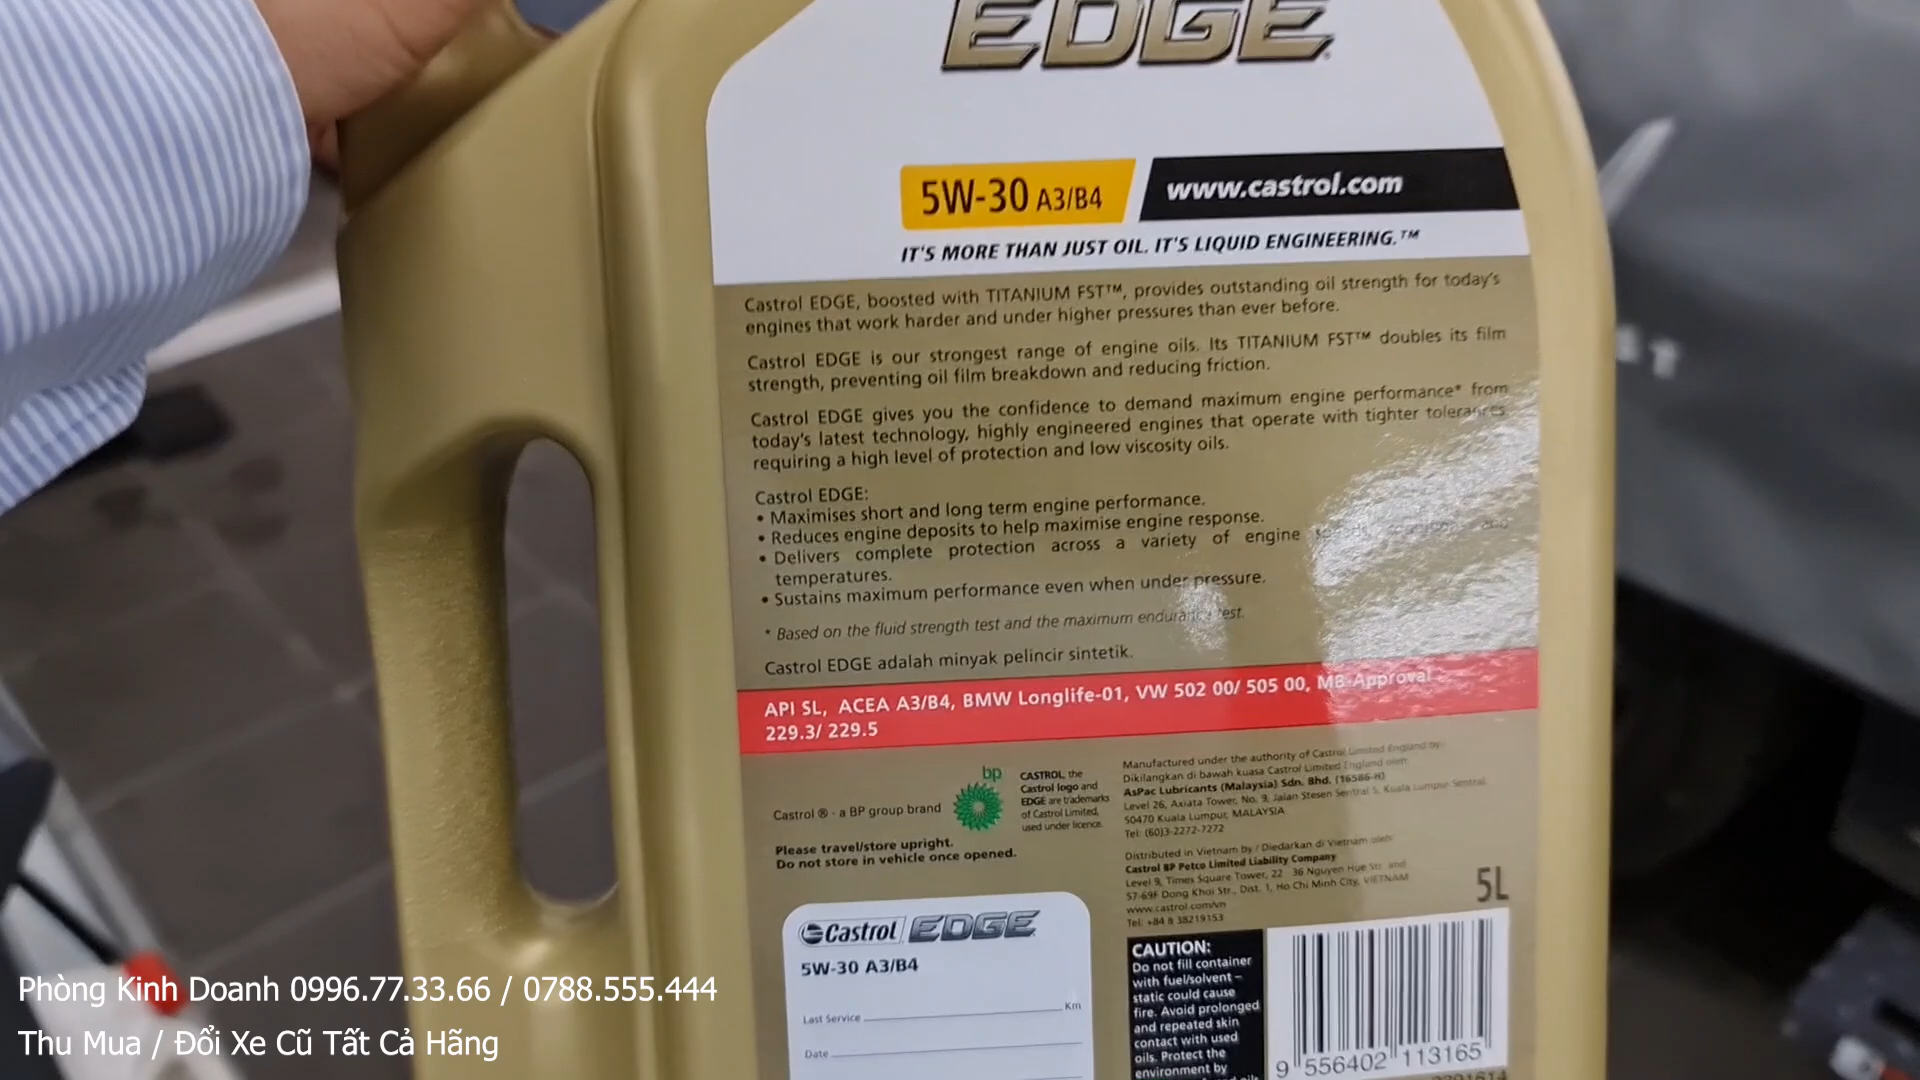 EDGE
5W-30 A3/B4
www.castrol.com
IT'S MORE THAN JUST OIL. IT'S LIQUID ENGINEERING.™
Castrol EDGE, boosted with TITANIUM FST™, provides outstanding oil strength for today's
engines that work harder and under higher pressures than ever before.
Castrol EDGE is our strongest range of engine oils. Its TITANIUM FST™ doubles its film
strength, preventing oil film breakdown and reducing friction.
Castrol EDGE gives you the confidence to demand maximum engine performance* from
today's latest technology, highly engineered engines that operate with tighter tolerances
requiring a high level of protection and low viscosity oils.
Castrol EDGE:
• Maximises short and long term engine performance.
• Reduces engine deposits to help maximise engine response.
• Delivers complete protection across a variety of engine
temperatures.
• Sustains maximum performance even when under pressure.
* Based on the fluid strength test and the maximum endurance test.
Castrol EDGE adalah minyak pelincir sintetik.
API SL, ACEA A3/B4, BMW Longlife-01, VW 502 00/ 505 00, MB-Approval
229.3/ 229.5
Castrol ® - a BP group brand
bp
CASTROL, the
Castrol logo and
EDGE are trademarks
of Castrol Limited,
used under licence.
Please travel/store upright.
Do not store in vehicle once opened.
Manufactured under the authority of Castrol Limited England by:
Dikilangkan di bawah kuasa Castrol Limited England oleh:
AsPac Lubricants (Malaysia) Sdn. Bhd. (16586-H)
Level 26, Axiata Tower, No. 9, Jalan Stesen Sentral 5, Kuala Lumpur Sentral,
50470 Kuala Lumpur, MALAYSIA
Tel: (60)3-2272-7272
Distributed in Vietnam by / Diedarkan di Vietnam oleh:
Castrol BP Petco Limited Liability Company
Level 9, Times Square Tower, 22 36 Nguyen Hue Str. and
57-69F Dong Khoi Str., Dist. 1, Ho Chi Minh City, VIETNAM
www.castrol.com/vn
Tel: +84 8 38219153
5L
Castrol EDGE
5W-30 A3/B4
Last Service Km
Date
CAUTION:
Do not fill container
with fuel/solvent –
static could cause
fire. Avoid prolonged
and repeated skin
contact with used
oils. Protect the
environment by
9 556402 113165
Phòng Kinh Doanh 0996.77.33.66 / 0788.555.444
Thu Mua / Đổi Xe Cũ Tất Cả Hãng